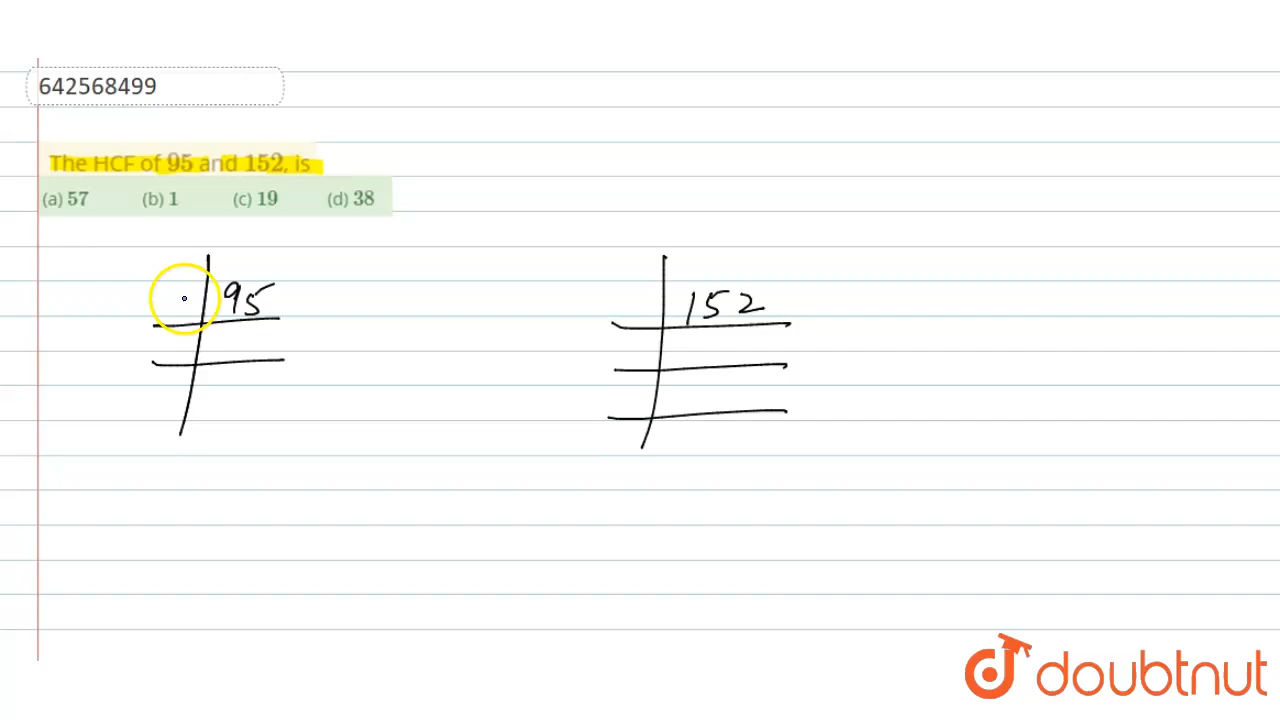 642568499
The HCF of 95 and 152, is
(a) 57 (b) 1 (c) 19 (d) 38
95 152
doubtnut